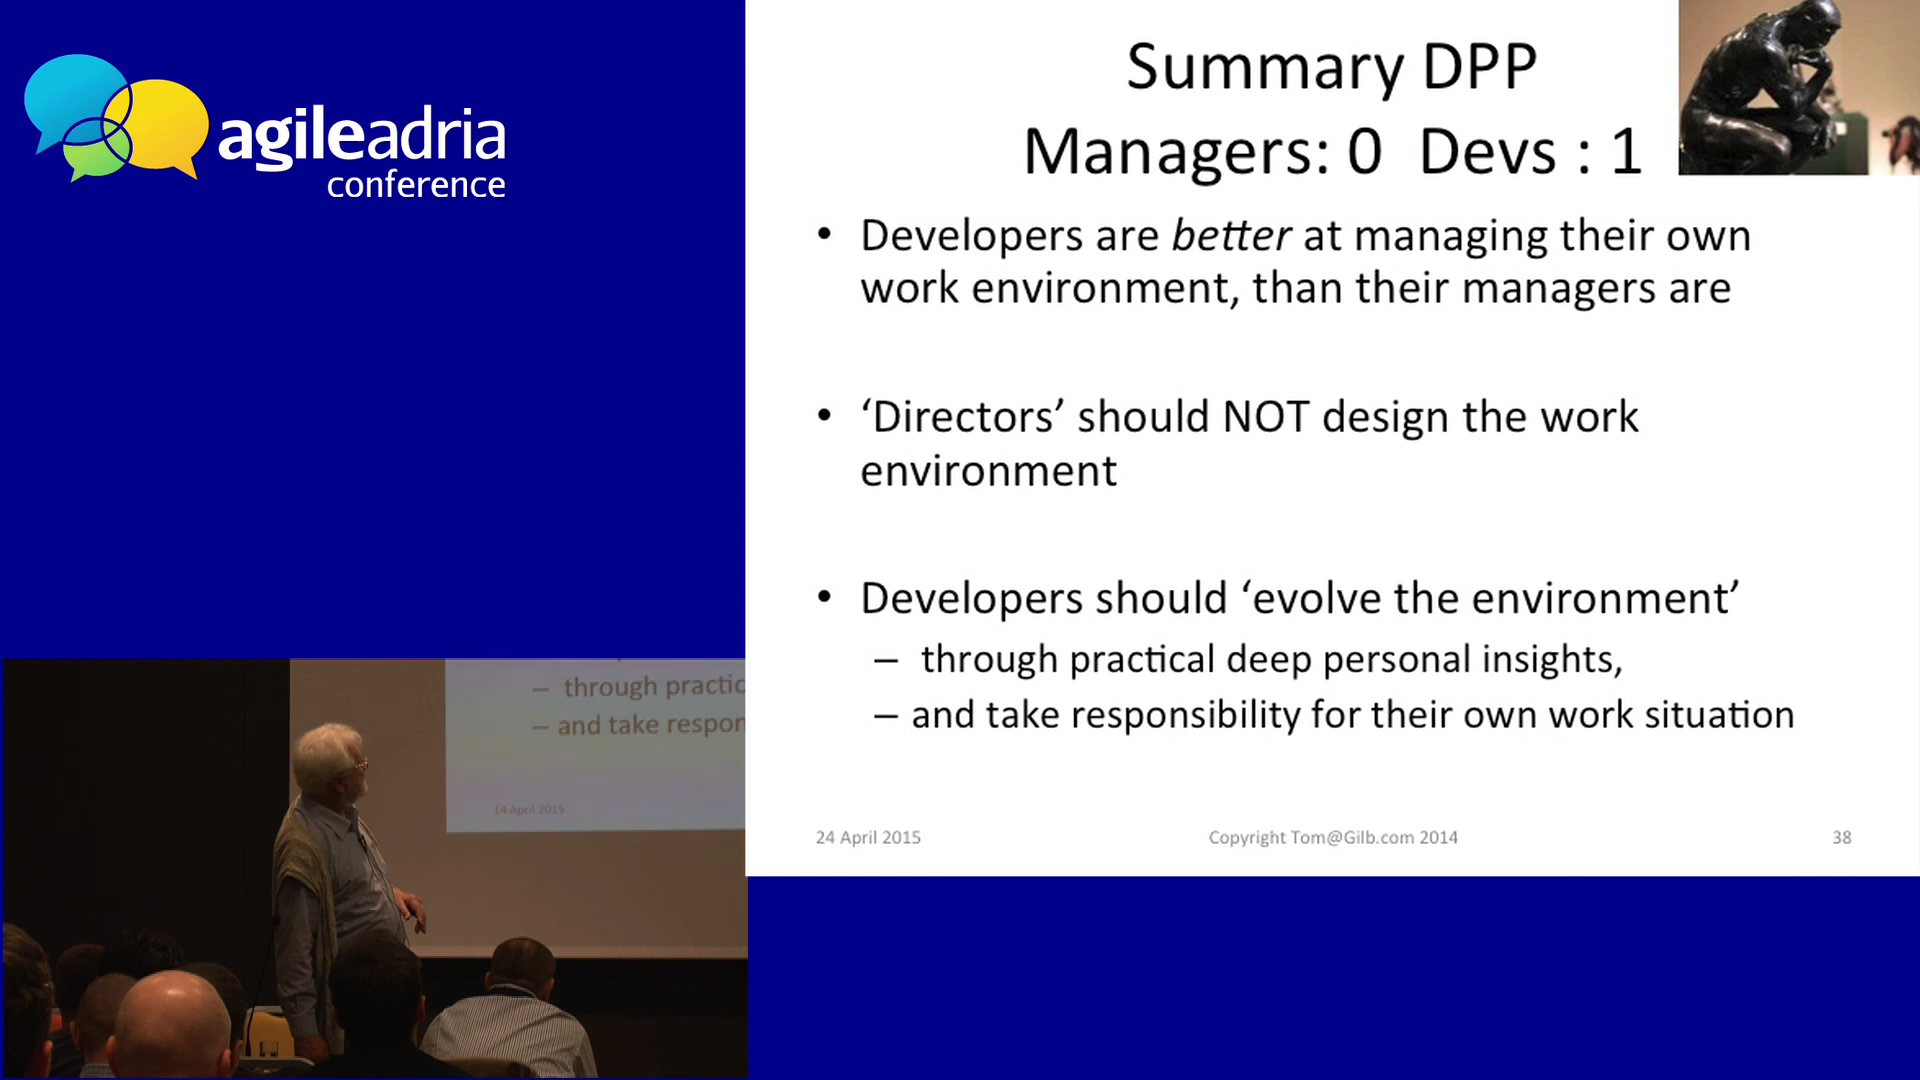 agileadria
conference
Summary DPP
Managers: 0 Devs : 1
• Developers are better at managing their own
work environment, than their managers are
• ‘Directors’ should NOT design the work
environment
• Developers should ‘evolve the environment’
– through practical deep personal insights,
– and take responsibility for their own work situation
24 April 2015
Copyright Tom@Gilb.com 2014
38
– through practic
– and take respon
14 April 2015